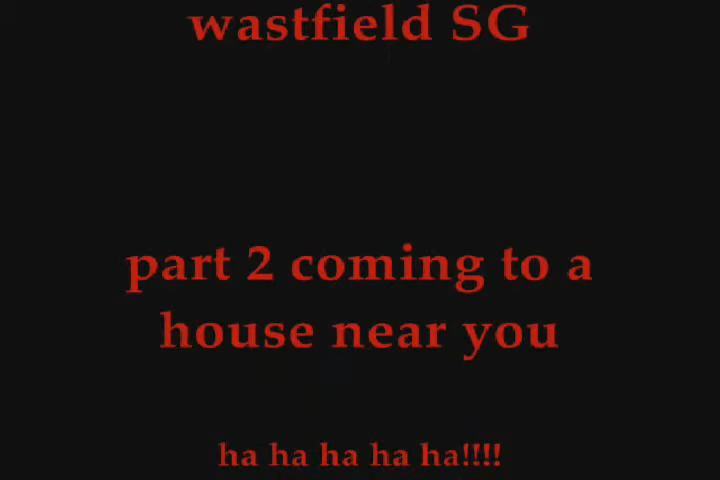 wastfield SG
part 2 coming to a
house near you
ha ha ha ha ha!!!!